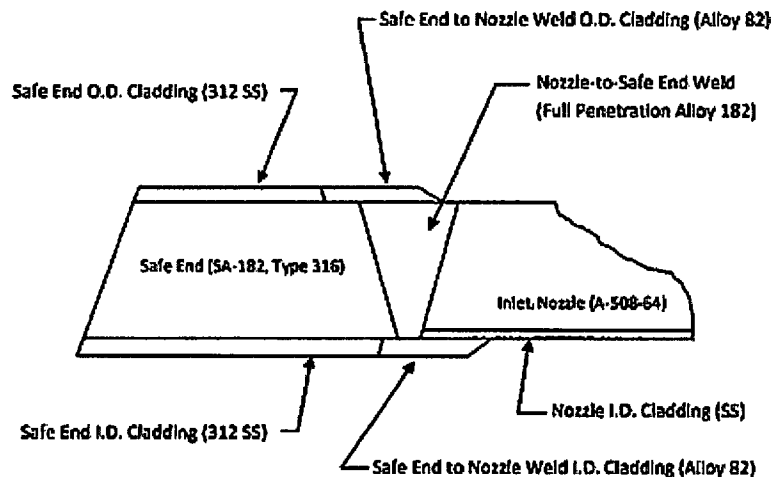 Safe End to Nozzle Weld O.D. Cladding (Alloy 82)
Safe End O.D. Cladding (312 SS)
Nozzle-to-Safe End Weld
(Full Penetration Alloy 182)
Safe End (SA-182, Type 316)
Inlet Nozzle (A-508-64)
Nozzle I.D. Cladding (SS)
Safe End I.D. Cladding (312 SS)
Safe End to Nozzle Weld I.D. Cladding (Alloy 82)